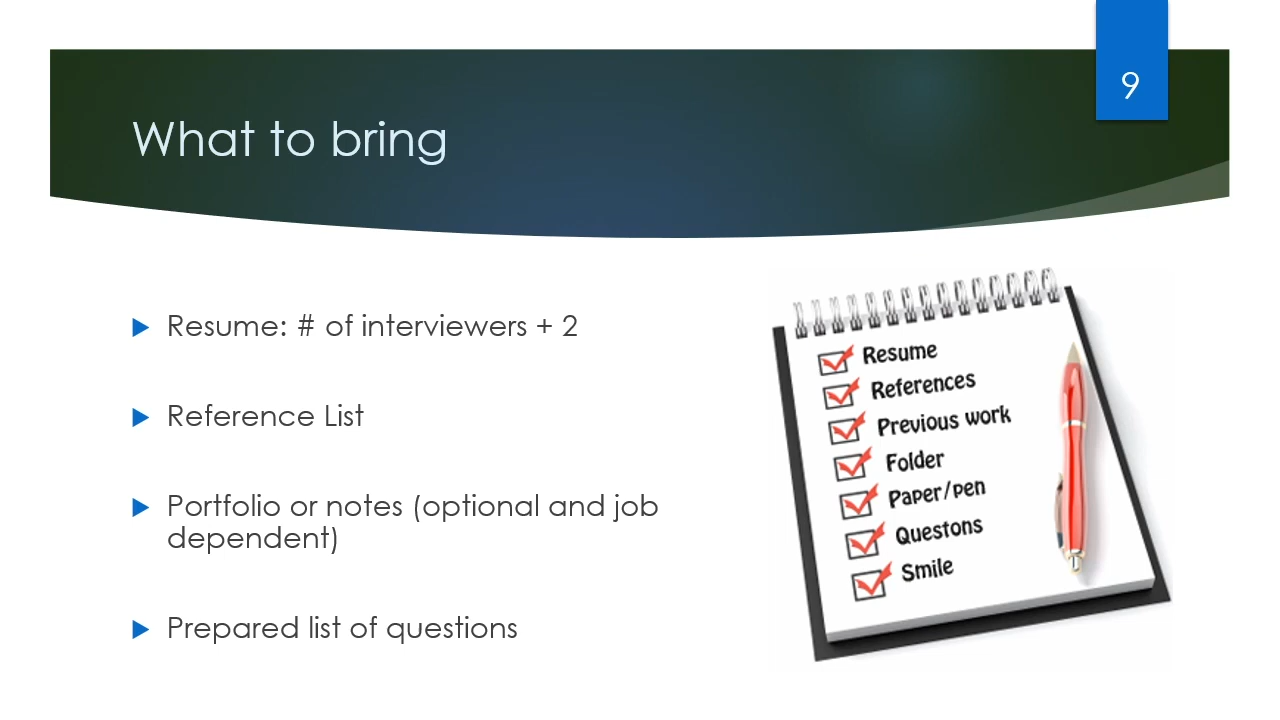 9
What to bring
Resume: # of interviewers + 2
Reference List
Portfolio or notes (optional and job
dependent)
Prepared list of questions
Resume
References
Previous work
Folder
Paper/pen
Questons
Smile